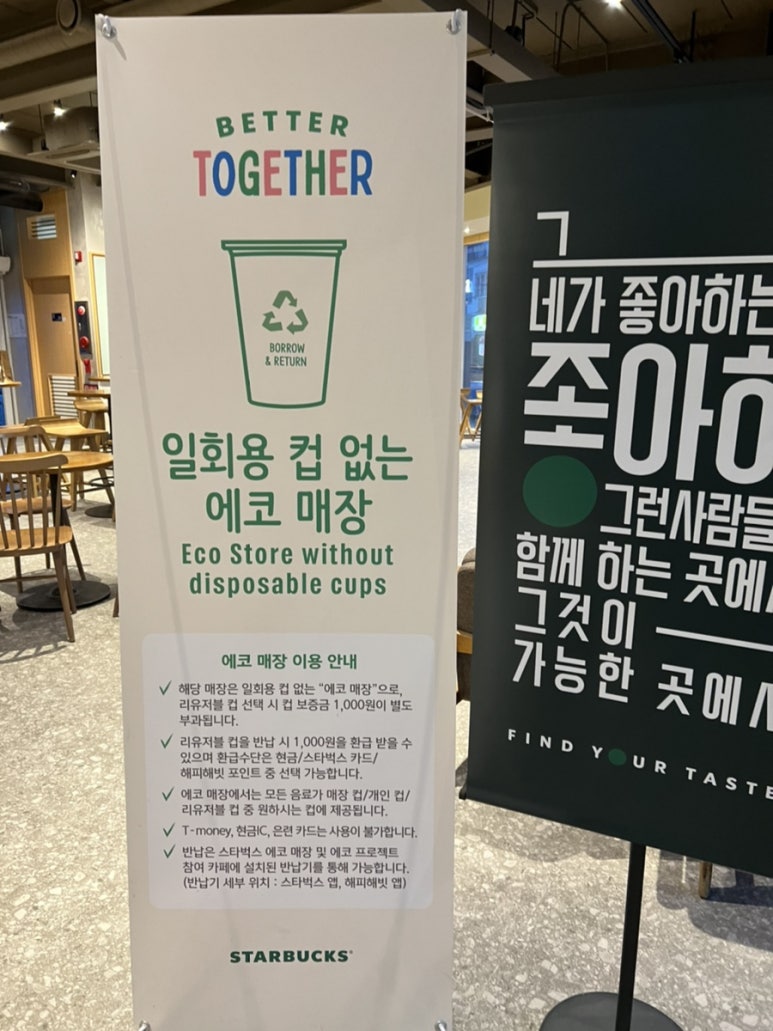 BETTER
TOGETHER
BORROW
& RETURN
일회용 컵 없는
에코 매장
Eco Store without
disposable cups
에코 매장 이용 안내
✓ 해당 매장은 일회용 컵 없는 “에코 매장”으로,
리유저블 컵 선택 시 컵 보증금 1,000원이 별도
부과됩니다.
✓ 리유저블 컵을 반납 시 1,000원을 환급 받을 수
있으며 환급수단은 현금/스타벅스 카드/
해피해빗 포인트 중 선택 가능합니다.
✓ 에코 매장에서는 모든 음료가 매장 컵/개인 컵/
리유저블 컵 중 원하시는 컵에 제공됩니다.
✓ T-money, 현금IC, 은련 카드는 사용이 불가합니다.
✓ 반납은 스타벅스 에코 매장 및 에코 프로젝트
참여 카페에 설치된 반납기를 통해 가능합니다.
(반납기 세부 위치 : 스타벅스 앱, 해피해빗 앱)
STARBUCKS
ㄱ
네가 좋아하는
조아하
그런사람들
함께 하는 곳에서
그것이
가능한 곳에서
FIND YOUR TASTE